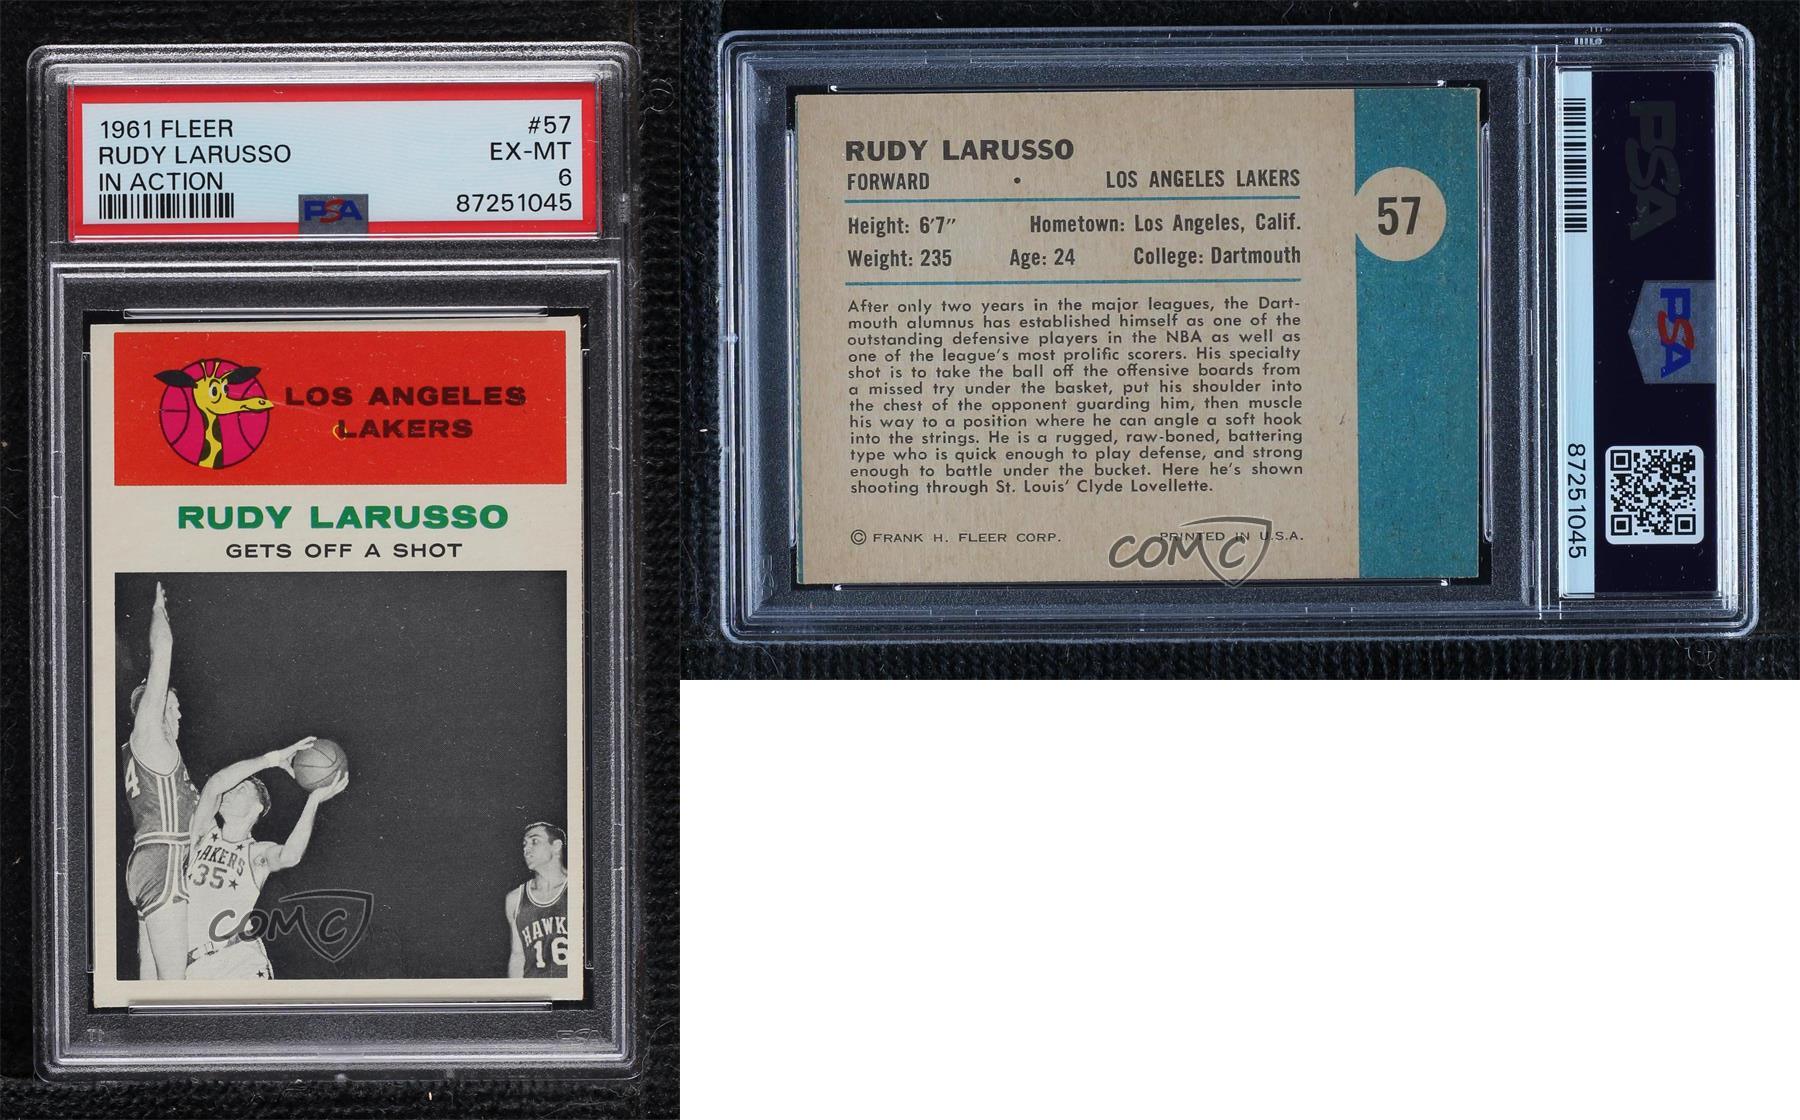 1961 FLEER #57
RUDY LARUSSO EX-MT
IN ACTION 6
PSA 87251045
LOS ANGELES
LAKERS
RUDY LARUSSO
GETS OFF A SHOT
4
LAKERS
35
HAWK
16
COMC
PSA
RUDY LARUSSO
FORWARD • LOS ANGELES LAKERS
Height: 6'7" Hometown: Los Angeles, Calif.
Weight: 235 Age: 24 College: Dartmouth
57
After only two years in the major leagues, the Dart-
mouth alumnus has established himself as one of the
outstanding defensive players in the NBA as well as
one of the league's most prolific scorers. His specialty
shot is to take the ball off the offensive boards from
a missed try under the basket, put his shoulder into
the chest of the opponent guarding him, then muscle
his way to a position where he can angle a soft hook
into the strings. He is a rugged, raw-boned, battering
type who is quick enough to play defense, and strong
enough to battle under the bucket. Here he's shown
shooting through St. Louis' Clyde Lovellette.
© FRANK H. FLEER CORP. PRINTED IN U.S.A.
COMC
PSA
PSA
87251045